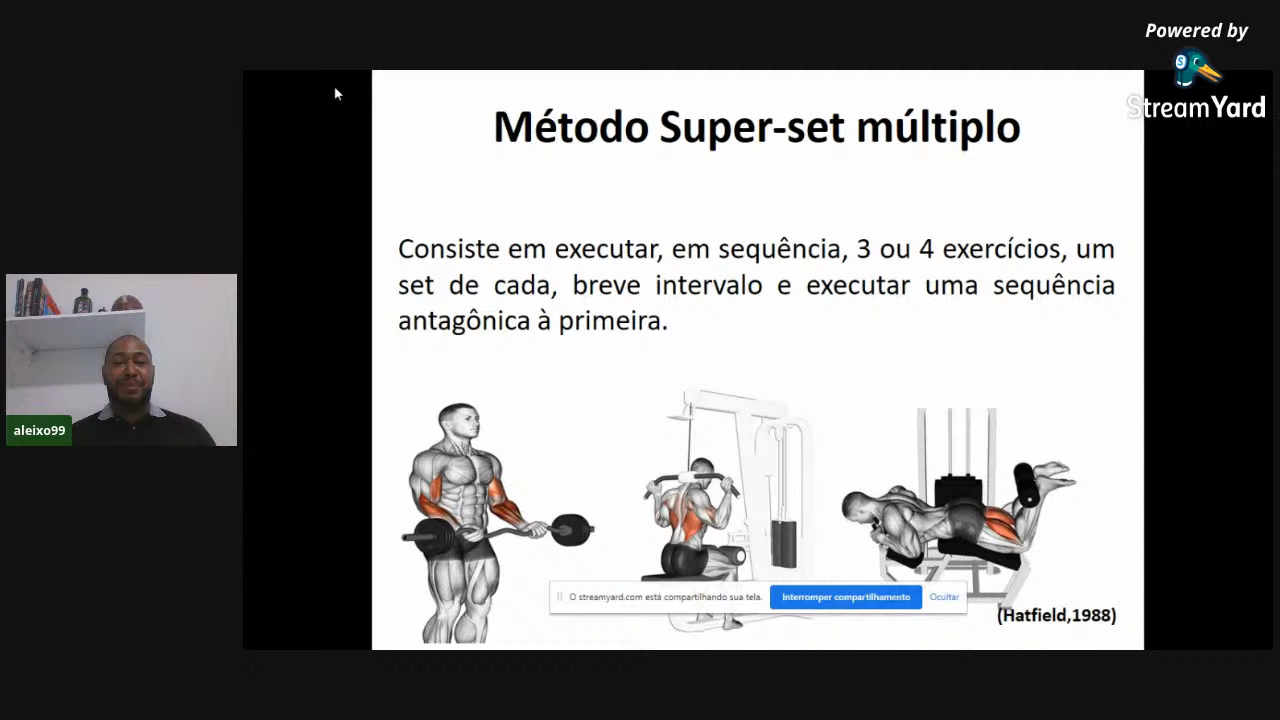 Powered by
StreamYard
Método Super-set múltiplo
Consiste em executar, em sequência, 3 ou 4 exercícios, um
set de cada, breve intervalo e executar uma sequência
antagônica à primeira.
aleixo99
O streamyard.com está compartilhando sua tela.
Interromper compartilhamento
Ocultar
(Hatfield,1988)